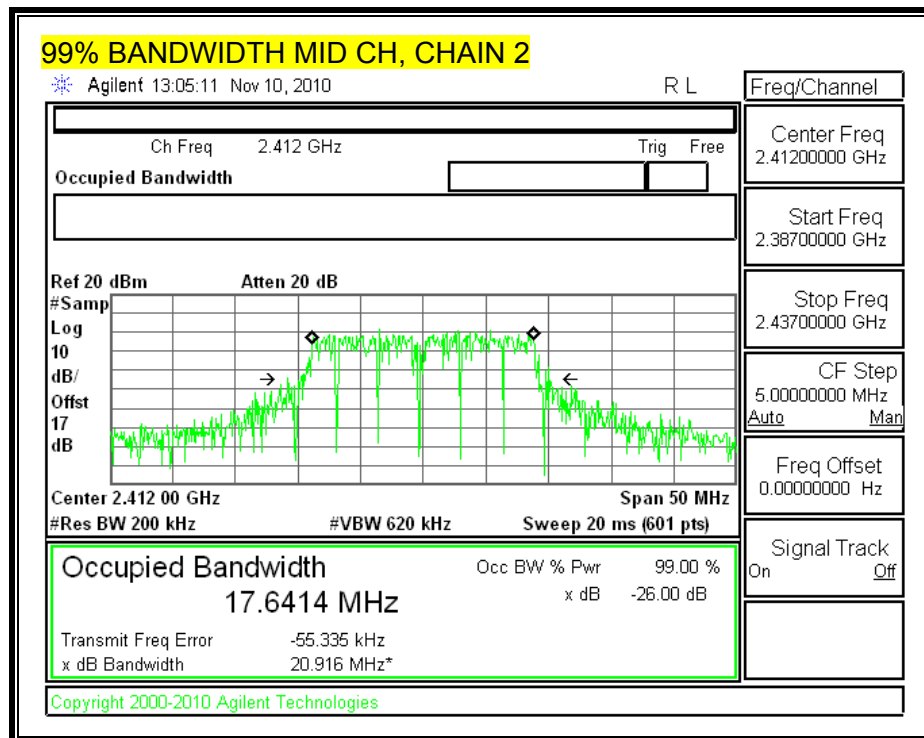 99% BANDWIDTH MID CH, CHAIN 2
Agilent 13:05:11 Nov 10, 2010 R L
Ch Freq 2.412 GHz Trig Free
Occupied Bandwidth
Ref 20 dBm Atten 20 dB
#Samp
Log
10
dB/
Offst
17
dB
Center 2.412 00 GHz Span 50 MHz
#Res BW 200 kHz #VBW 620 kHz Sweep 20 ms (601 pts)
Occupied Bandwidth Occ BW % Pwr 99.00 %
17.6414 MHz x dB -26.00 dB
Transmit Freq Error -55.335 kHz
x dB Bandwidth 20.916 MHz*
Copyright 2000-2010 Agilent Technologies
Freq/Channel
Center Freq
2.41200000 GHz
Start Freq
2.38700000 GHz
Stop Freq
2.43700000 GHz
CF Step
5.00000000 MHz
Auto Man
Freq Offset
0.00000000 Hz
Signal Track
On Off